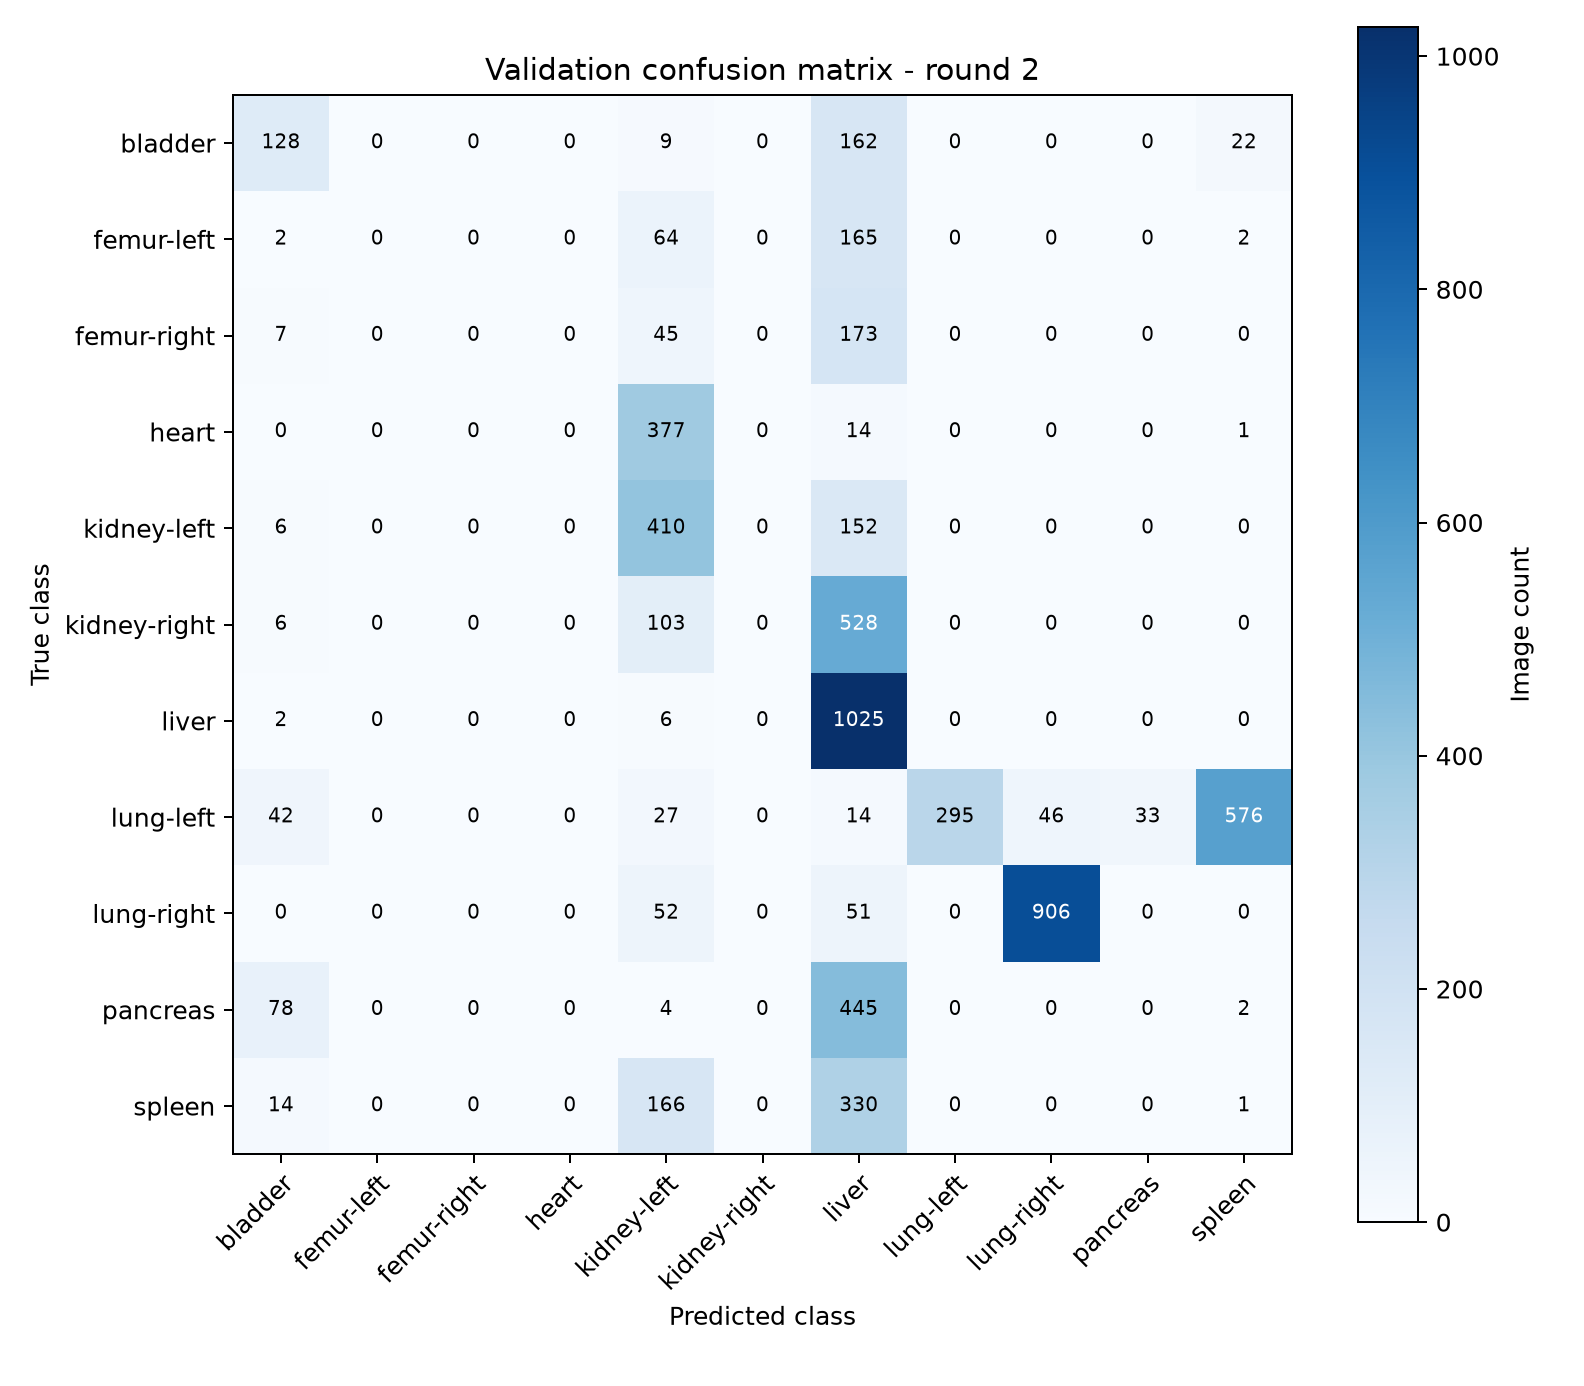 Validation confusion matrix - round 2
bladder 128 0 0 0 9 0 162 0 0 0 22
femur-left 2 0 0 0 64 0 165 0 0 0 2
femur-right 7 0 0 0 45 0 173 0 0 0 0
heart 0 0 0 0 377 0 14 0 0 0 1
kidney-left 6 0 0 0 410 0 152 0 0 0 0
kidney-right 6 0 0 0 103 0 528 0 0 0 0
liver 2 0 0 0 6 0 1025 0 0 0 0
lung-left 42 0 0 0 27 0 14 295 46 33 576
lung-right 0 0 0 0 52 0 51 0 906 0 0
pancreas 78 0 0 0 4 0 445 0 0 0 2
spleen 14 0 0 0 166 0 330 0 0 0 1
True class
bladder femur-left femur-right heart kidney-left kidney-right liver lung-left lung-right pancreas spleen
Predicted class
1000
800
600
400
200
0
Image count